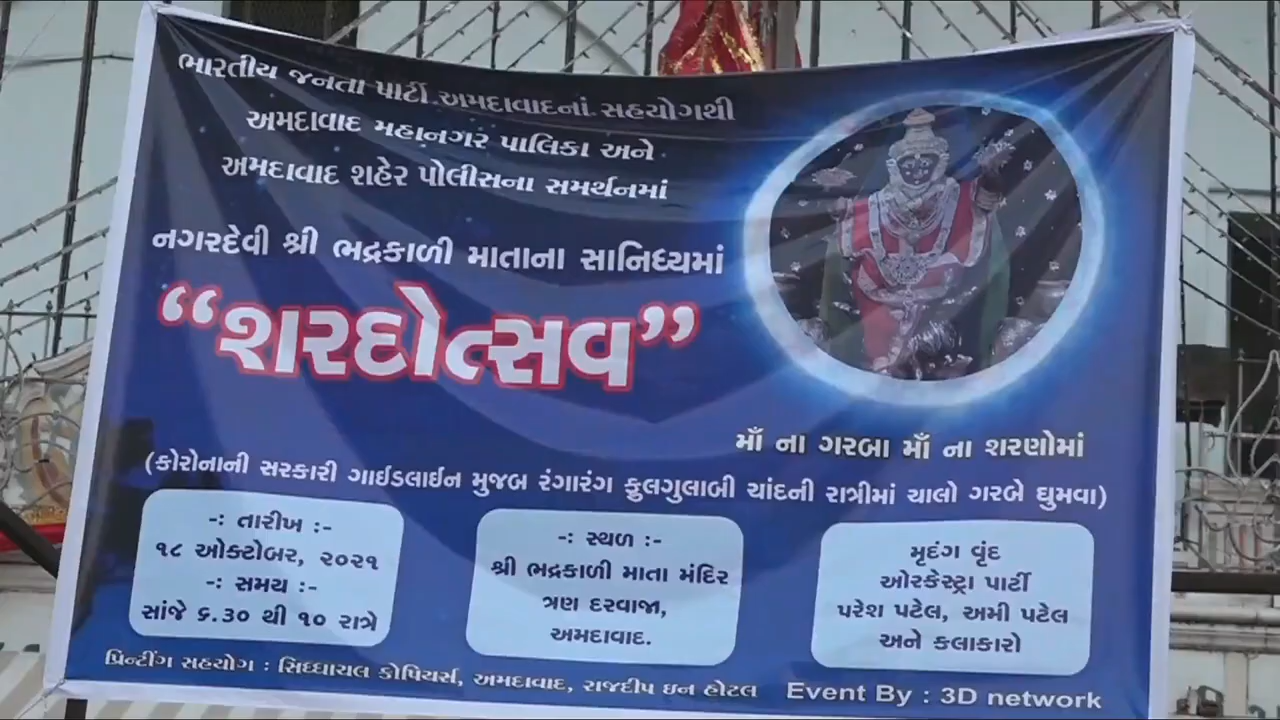 ભારતીય જનતા પાર્ટી અમદાવાદનાં સહયોગથી
અમદાવાદ મહાનગર પાલિકા અને
અમદાવાદ શહેર પોલીસના સમર્થનમાં
નગરદેવી શ્રી ભદ્રકાળી માતાના સાનિધ્યમાં
“શરદોત્સવ”
માઁ ના ગરબા માઁ ના શરણોમાં
(કોરોનાની સરકારી ગાઈડલાઈન મુજબ રંગારંગ ફુલગુલાબી ચાંદની રાત્રીમાં ચાલો ગરબે ઘુમવા)
-: તારીખ :-
૧૮ ઓક્ટોબર, ૨૦૨૧
-: સમય :-
સાંજે ૬.૩૦ થી ૧૦ રાત્રે
-: સ્થળ :-
શ્રી ભદ્રકાળી માતા મંદિર
ત્રણ દરવાજા,
અમદાવાદ.
મૃદંગ વૃંદ
ઓરકેસ્ટ્રા પાર્ટી
પરેશ પટેલ, અમી પટેલ
અને કલાકારો
પ્રિન્ટીંગ સહયોગ : સિધ્ધાચલ કોપિયર્સ, અમદાવાદ, રાજદીપ ઇન હોટલ
Event By : 3D network